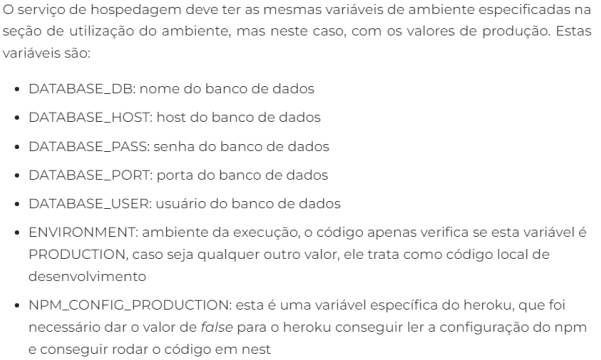 O serviço de hospedagem deve ter as mesmas variáveis de ambiente especificadas na
seção de utilização do ambiente, mas neste caso, com os valores de produção. Estas
variáveis são:
• DATABASE_DB: nome do banco de dados
• DATABASE_HOST: host do banco de dados
• DATABASE_PASS: senha do banco de dados
• DATABASE_PORT: porta do banco de dados
• DATABASE_USER: usuário do banco de dados
• ENVIRONMENT: ambiente da execução, o código apenas verifica se esta variável é
PRODUCTION, caso seja qualquer outro valor, ele trata como código local de
desenvolvimento
• NPM_CONFIG_PRODUCTION: esta é uma variável específica do heroku, que foi
necessário dar o valor de false para o heroku conseguir ler a configuração do npm
e conseguir rodar o código em nest